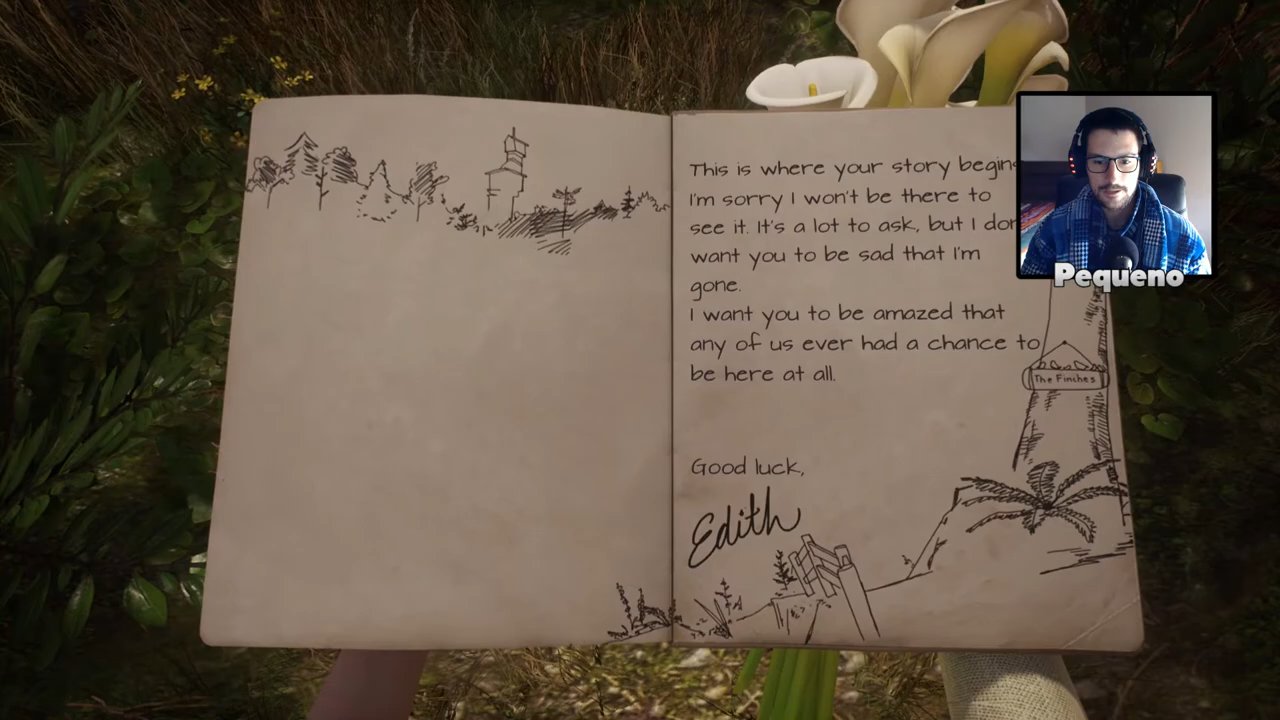 This is where your story begins
I'm sorry I won't be there to
see it. It's a lot to ask, but I don
want you to be sad that I'm
gone.
I want you to be amazed that
any of us ever had a chance to
be here at all.
The Finches
Good luck,
Edith
Pequeno